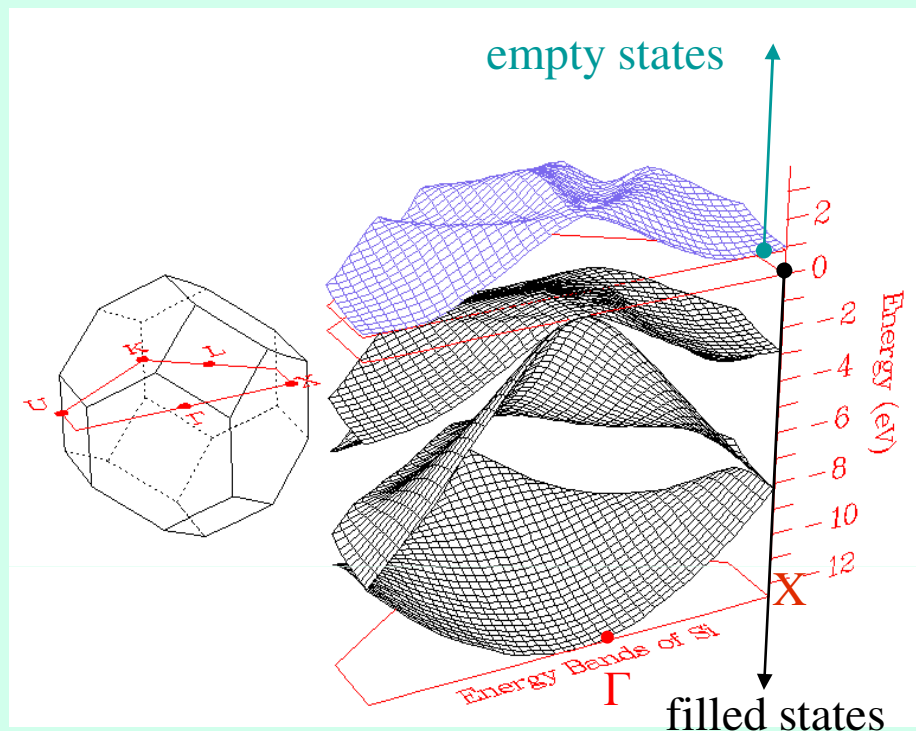 empty states
2
0
2
4
6
8
10
12
Energy (eV)
K
L
X
U
Γ
X
Energy Bands of Si
Γ
filled states